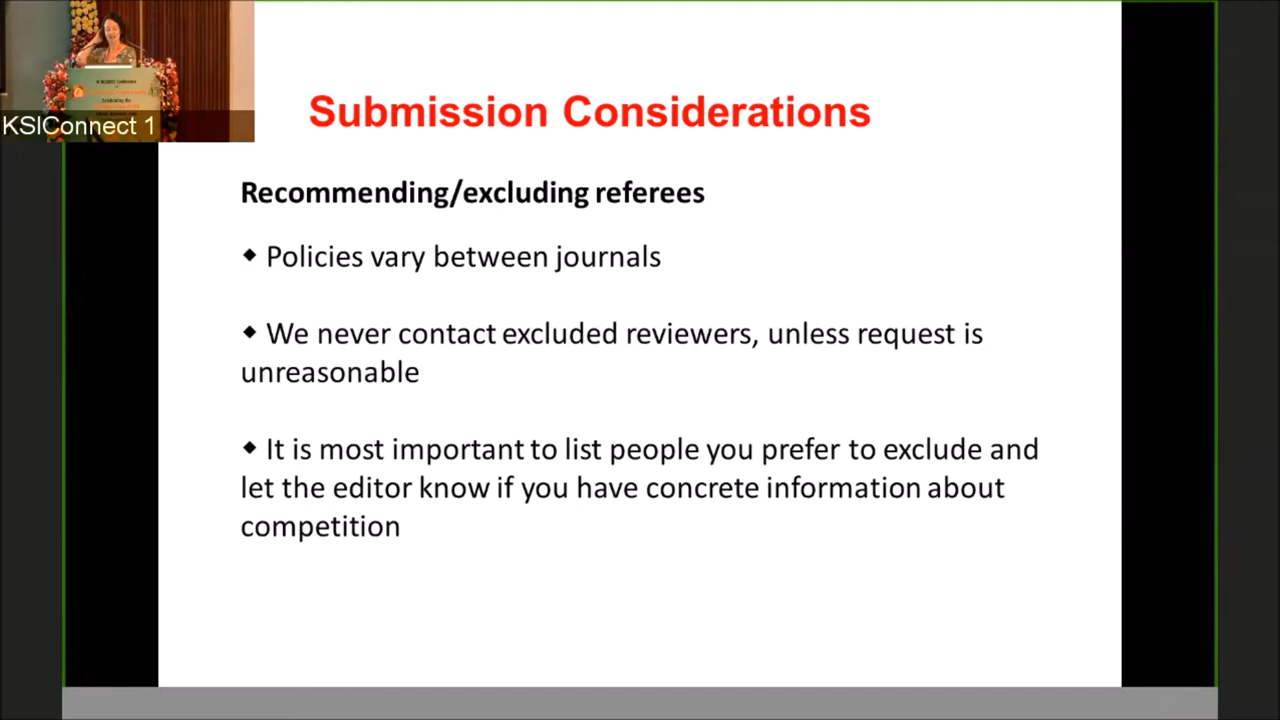 KSIConnect 1
Submission Considerations
Recommending/excluding referees
◆ Policies vary between journals
◆ We never contact excluded reviewers, unless request is
unreasonable
◆ It is most important to list people you prefer to exclude and
let the editor know if you have concrete information about
competition